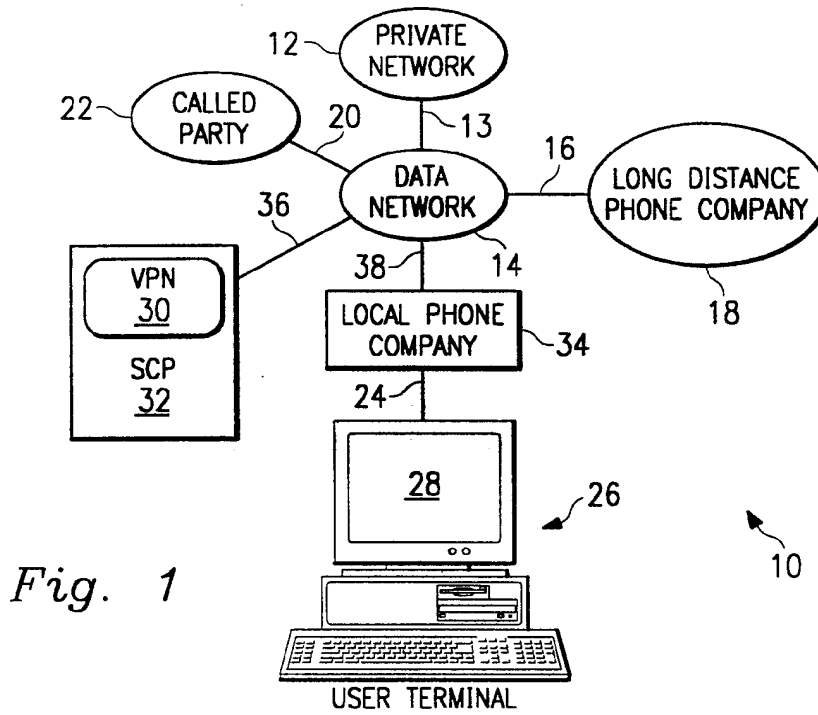 12
PRIVATE
NETWORK
22
CALLED
PARTY
20
13
DATA
NETWORK
16
LONG DISTANCE
PHONE COMPANY
36
38
14
18
VPN
30
SCP
32
LOCAL PHONE
COMPANY
34
24
28
26
10
Fig. 1
USER TERMINAL